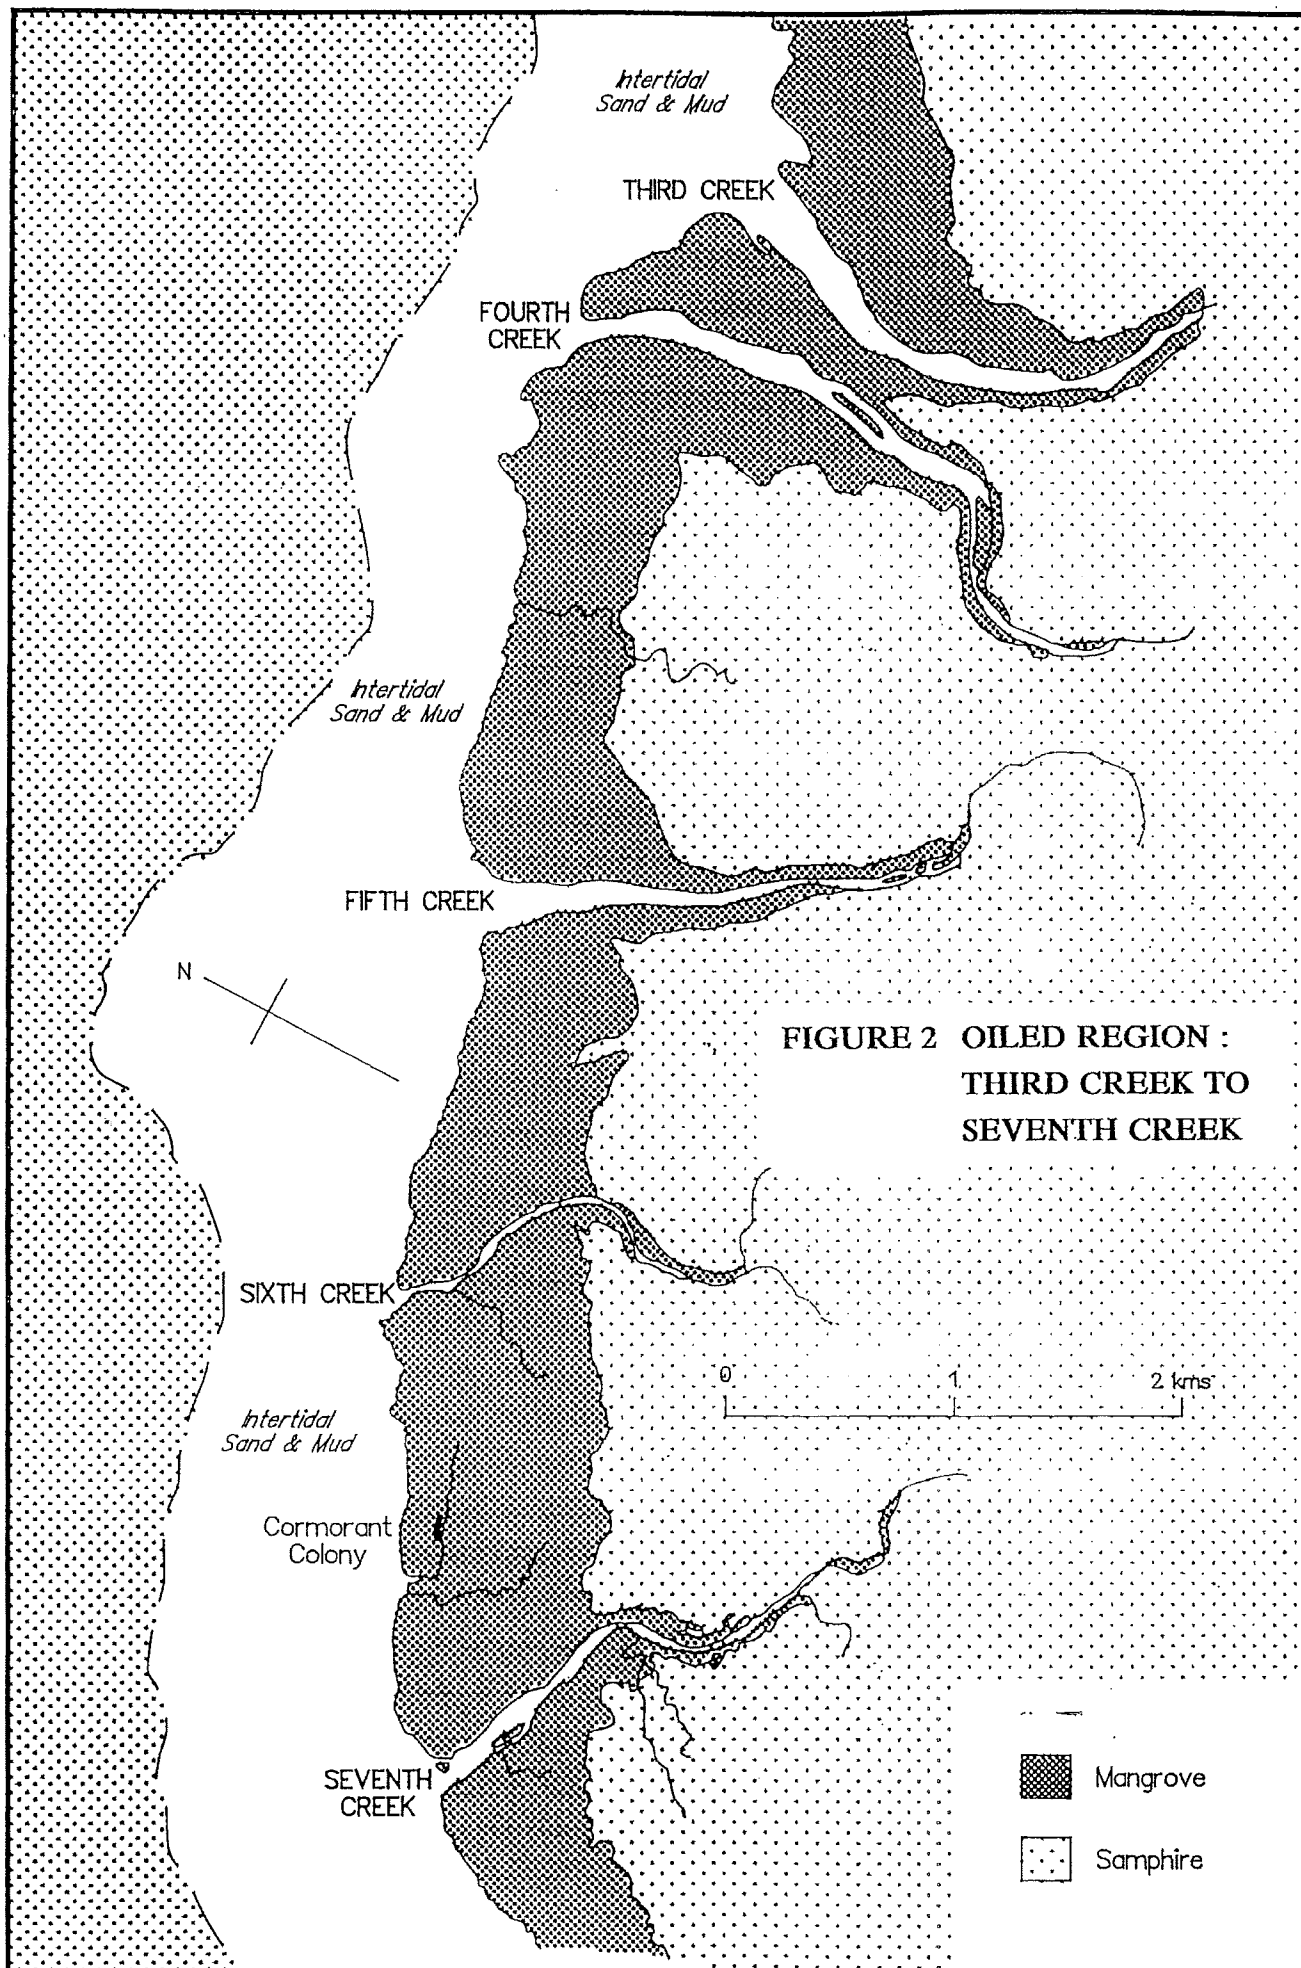 Intertidal
Sand & Mud
THIRD CREEK
FOURTH
CREEK
Intertidal
Sand & Mud
FIFTH CREEK
N
FIGURE 2 OILED REGION :
THIRD CREEK TO
SEVENTH CREEK
SIXTH CREEK
0 1 2 kms
Intertidal
Sand & Mud
Cormorant
Colony
SEVENTH
CREEK
Mangrove
Samphire